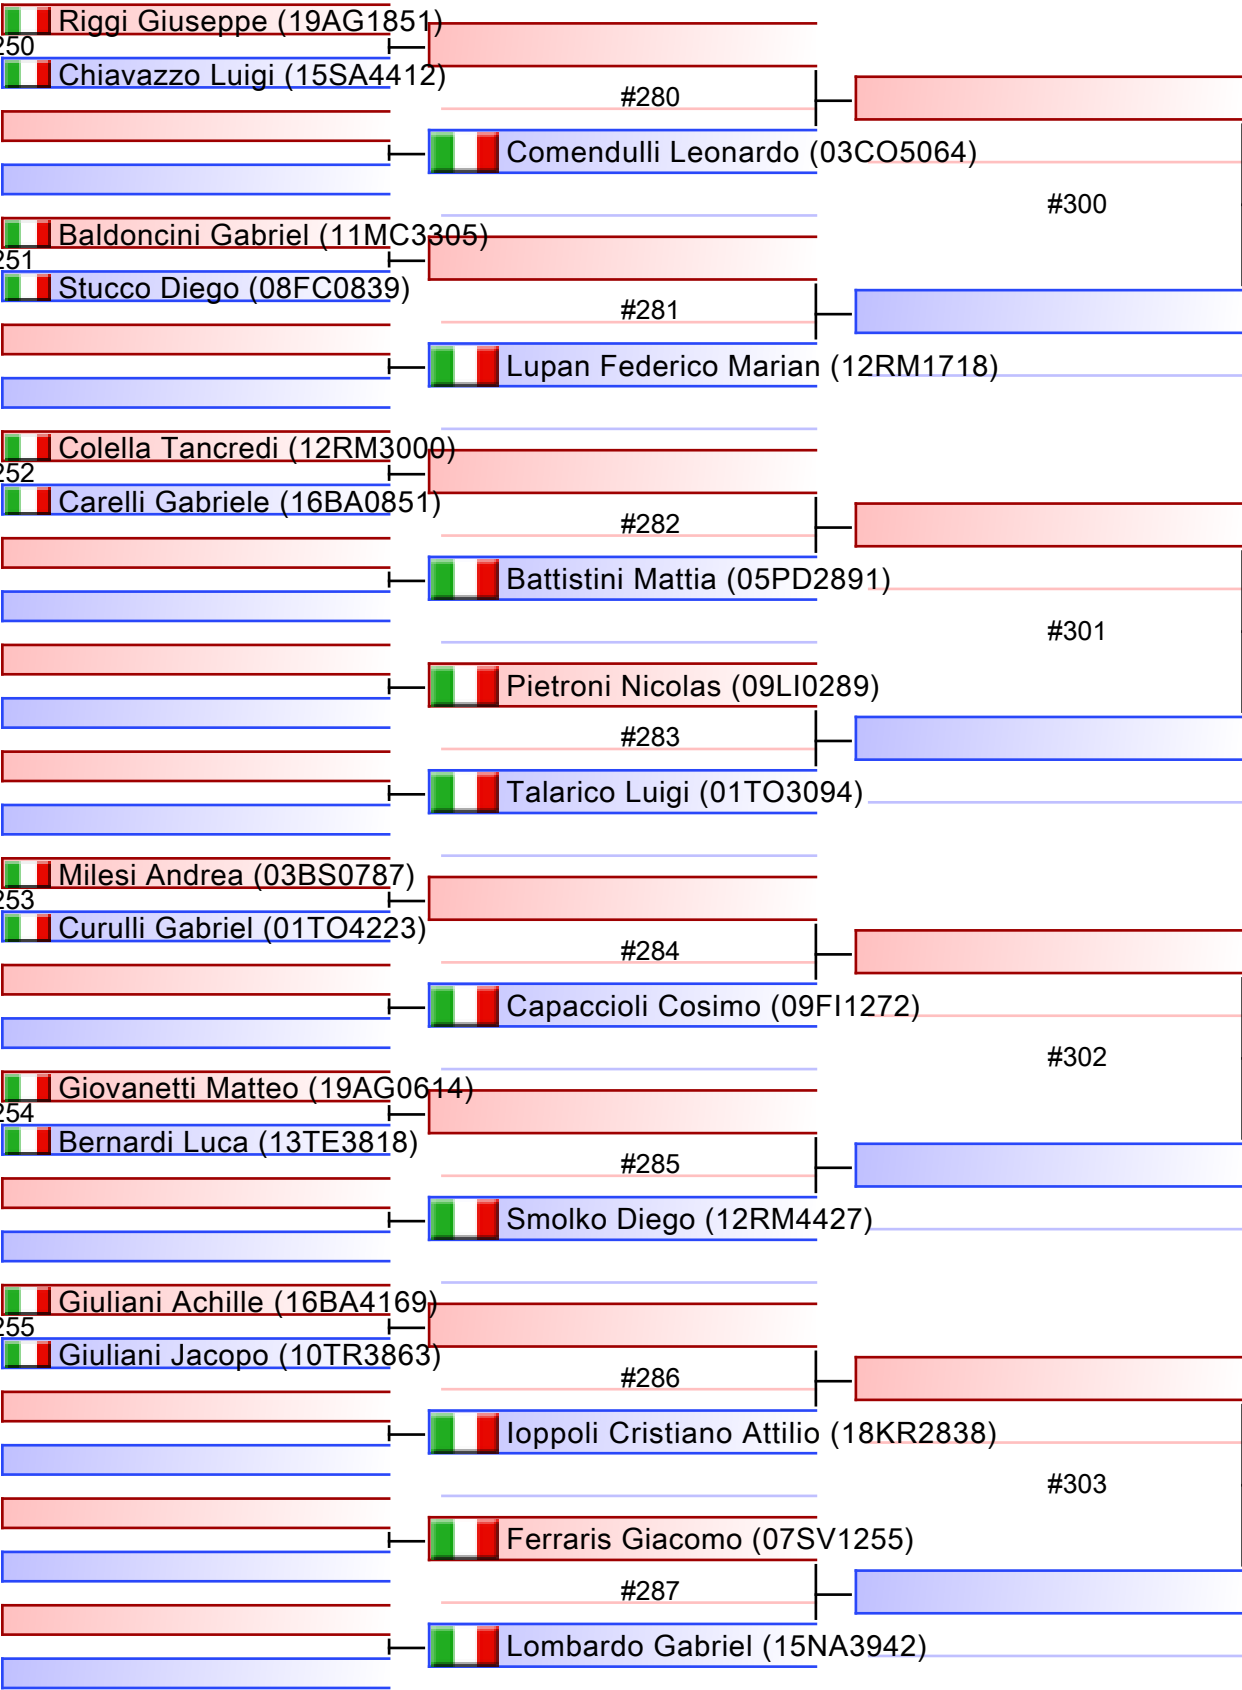 Riggi Giuseppe (19AG1851)
250
Chiavazzo Luigi (15SA4412)
#280
Comendulli Leonardo (03CO5064)
#300
Baldoncini Gabriel (11MC3305)
251
Stucco Diego (08FC0839)
#281
Lupan Federico Marian (12RM1718)
Colella Tancredi (12RM3000)
252
Carelli Gabriele (16BA0851)
#282
Battistini Mattia (05PD2891)
#301
Pietroni Nicolas (09LI0289)
#283
Talarico Luigi (01TO3094)
Milesi Andrea (03BS0787)
253
Curulli Gabriel (01TO4223)
#284
Capaccioli Cosimo (09FI1272)
#302
Giovanetti Matteo (19AG0614)
254
Bernardi Luca (13TE3818)
#285
Smolko Diego (12RM4427)
Giuliani Achille (16BA4169)
255
Giuliani Jacopo (10TR3863)
#286
Ioppoli Cristiano Attilio (18KR2838)
#303
Ferraris Giacomo (07SV1255)
#287
Lombardo Gabriel (15NA3942)